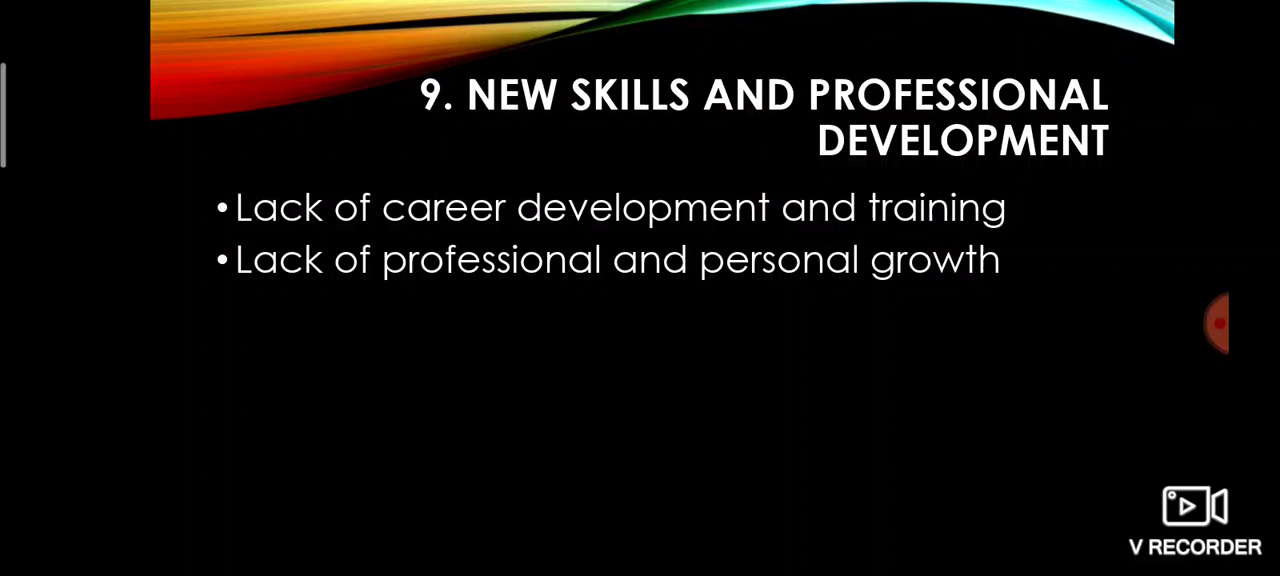 9. NEW SKILLS AND PROFESSIONAL
DEVELOPMENT
•Lack of career development and training
•Lack of professional and personal growth
V RECORDER